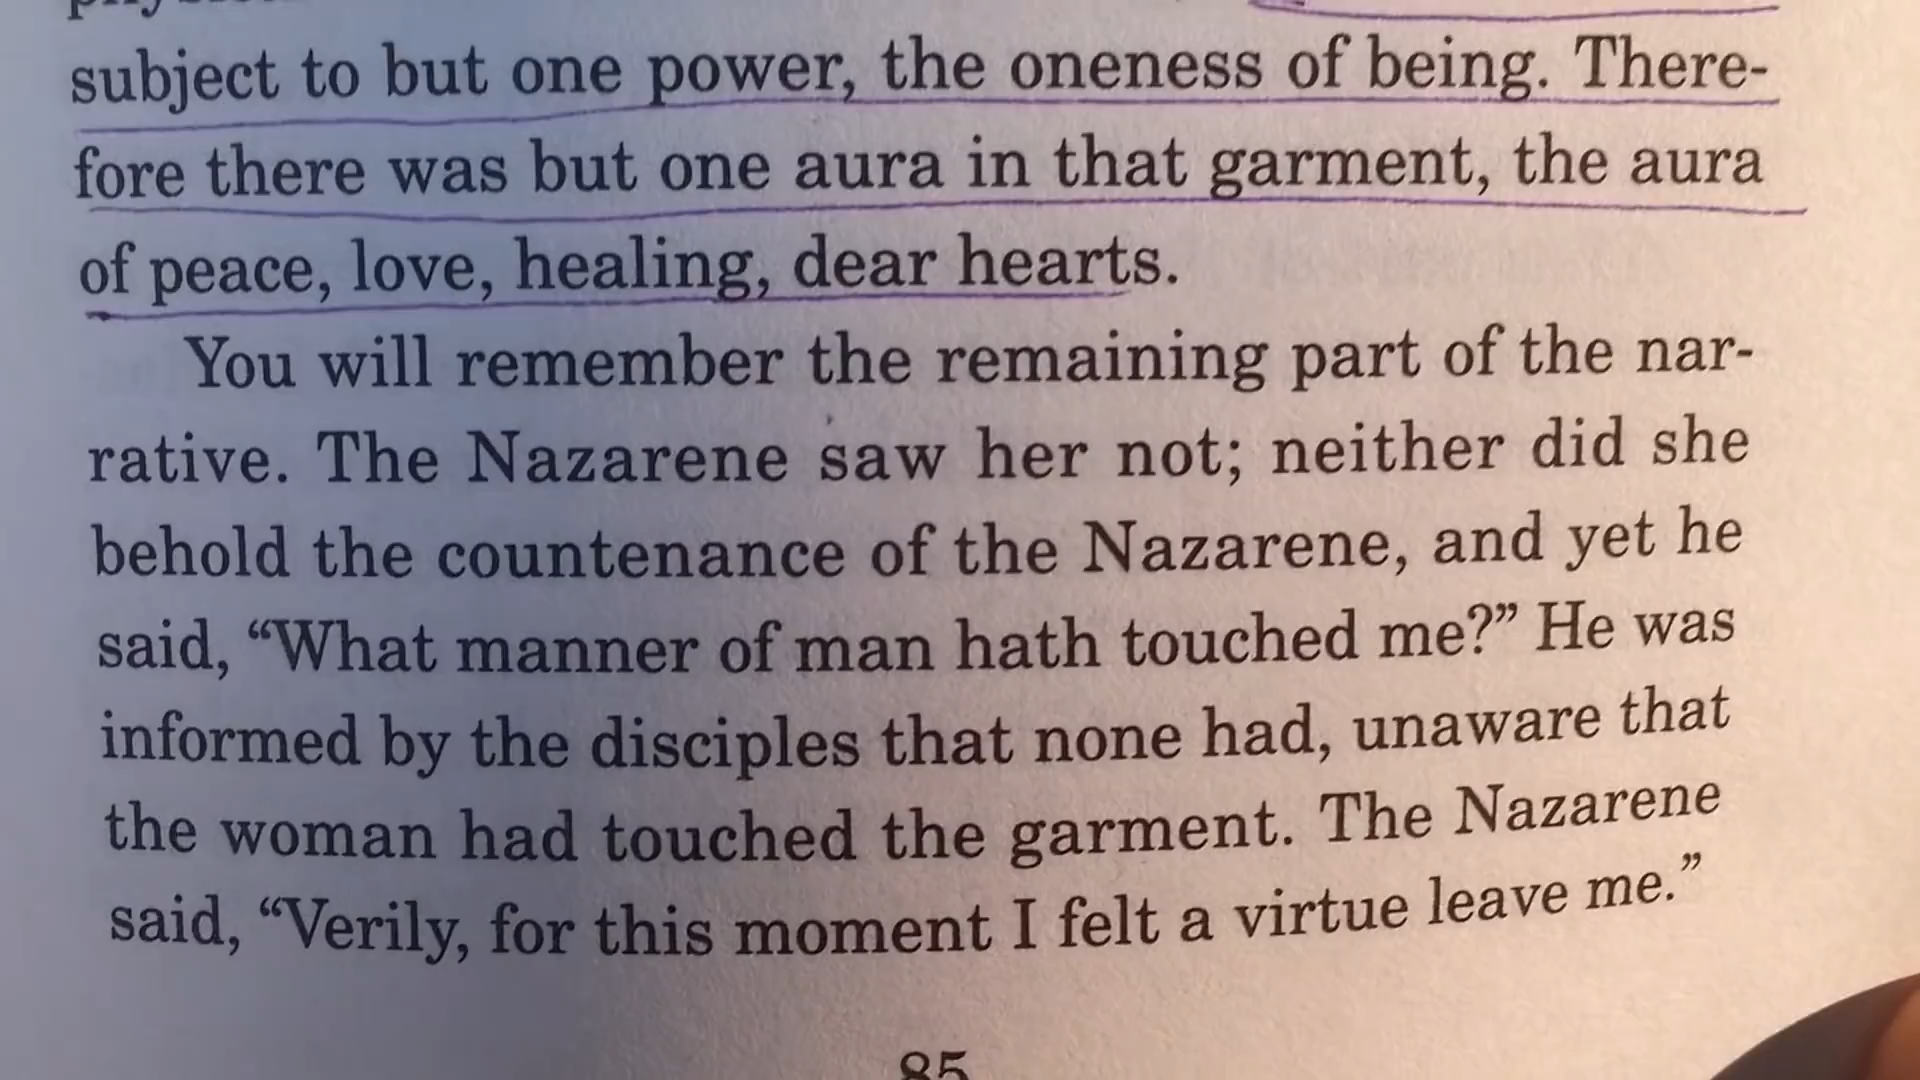 subject to but one power, the oneness of being. There-
fore there was but one aura in that garment, the aura
of peace, love, healing, dear hearts.
You will remember the remaining part of the nar-
rative. The Nazarene saw her not; neither did she
behold the countenance of the Nazarene, and yet he
said, “What manner of man hath touched me?” He was
informed by the disciples that none had, unaware that
the woman had touched the garment. The Nazarene
said, “Verily, for this moment I felt a virtue leave me.”
85